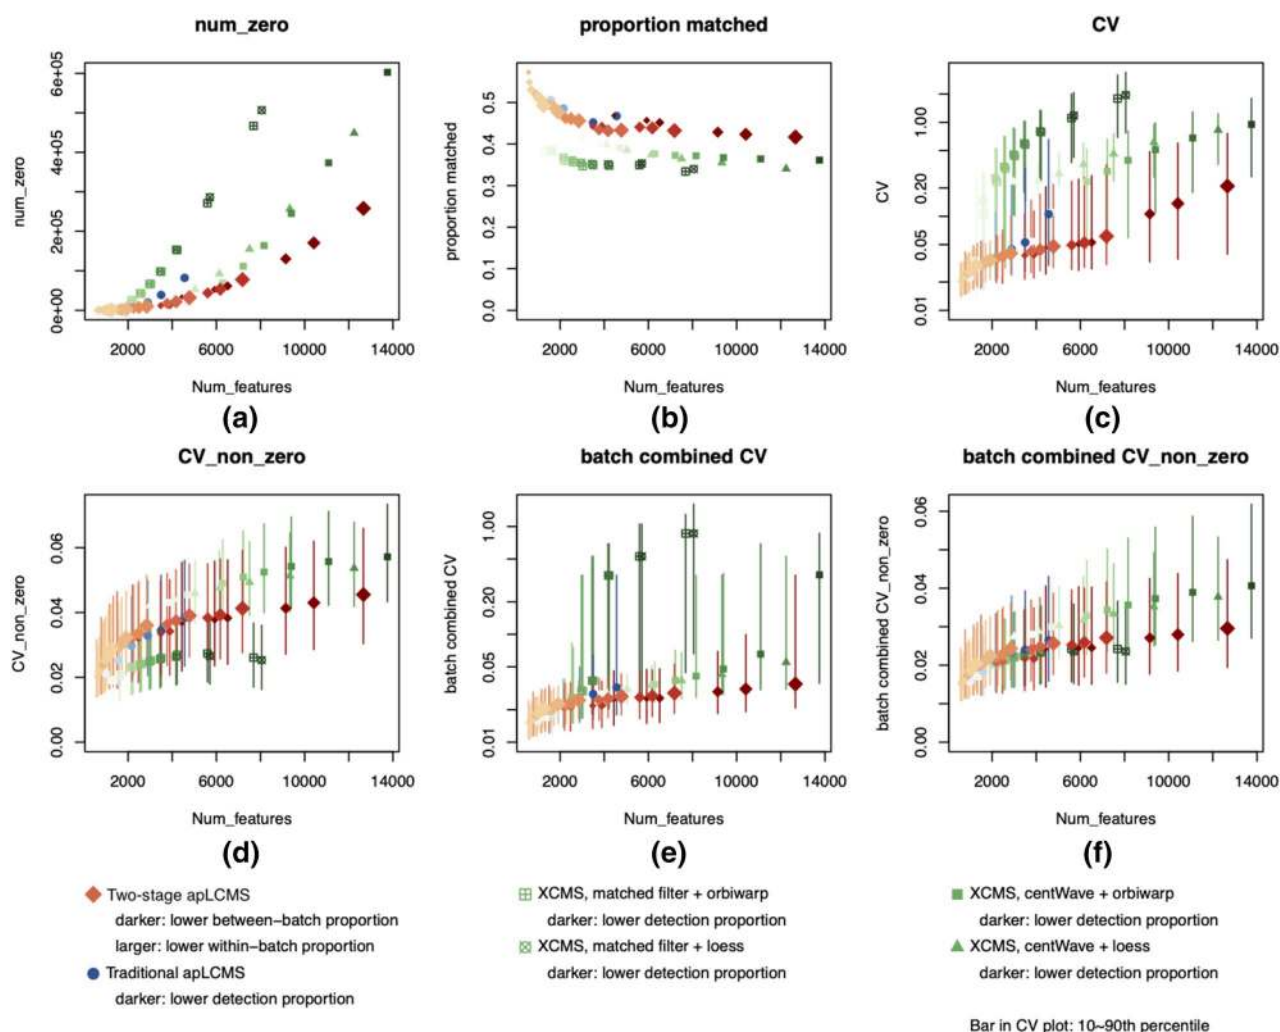 num_zero
proportion matched
CV
num_zero
0e+00 2e+05 4e+05 6e+05
2000 6000 10000 14000
Num_features
(a)
proportion matched
0.0 0.1 0.2 0.3 0.4 0.5
2000 6000 10000 14000
Num_features
(b)
CV
0.01 0.05 0.20 1.00
2000 6000 10000 14000
Num_features
(c)
CV_non_zero
batch combined CV
batch combined CV_non_zero
CV_non_zero
0.00 0.02 0.04 0.06
2000 6000 10000 14000
Num_features
(d)
batch combined CV
0.01 0.05 0.20 1.00
2000 6000 10000 14000
Num_features
(e)
batch combined CV_non_zero
0.00 0.02 0.04 0.06
2000 6000 10000 14000
Num_features
(f)
Two-stage apLCMS
darker: lower between−batch proportion
larger: lower within−batch proportion
Traditional apLCMS
darker: lower detection proportion
XCMS, matched filter + orbiwarp
darker: lower detection proportion
XCMS, matched filter + loess
darker: lower detection proportion
XCMS, centWave + orbiwarp
darker: lower detection proportion
XCMS, centWave + loess
darker: lower detection proportion
Bar in CV plot: 10~90th percentile